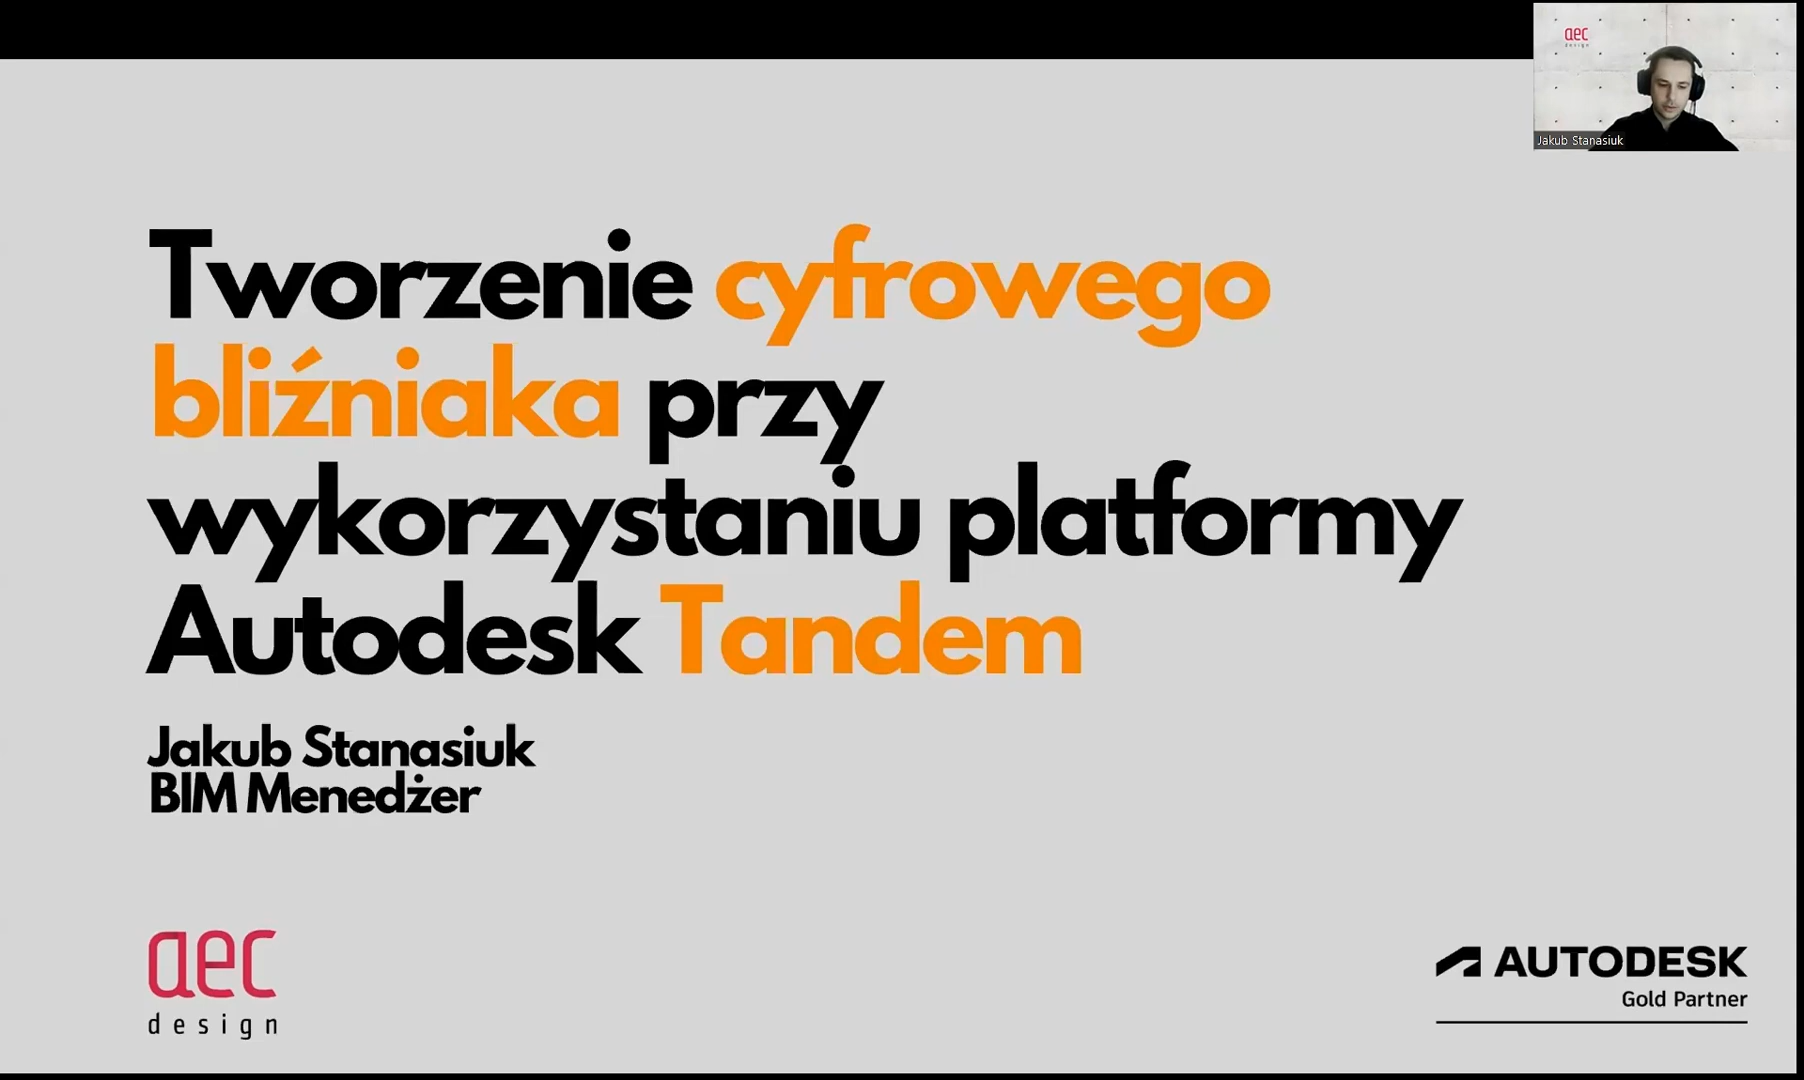 aec
design
Jakub Stanasiuk
Tworzenie cyfrowego
bliźniaka przy
wykorzystaniu platformy
Autodesk Tandem
Jakub Stanasiuk
BIM Menedżer
aec
design
AUTODESK
Gold Partner